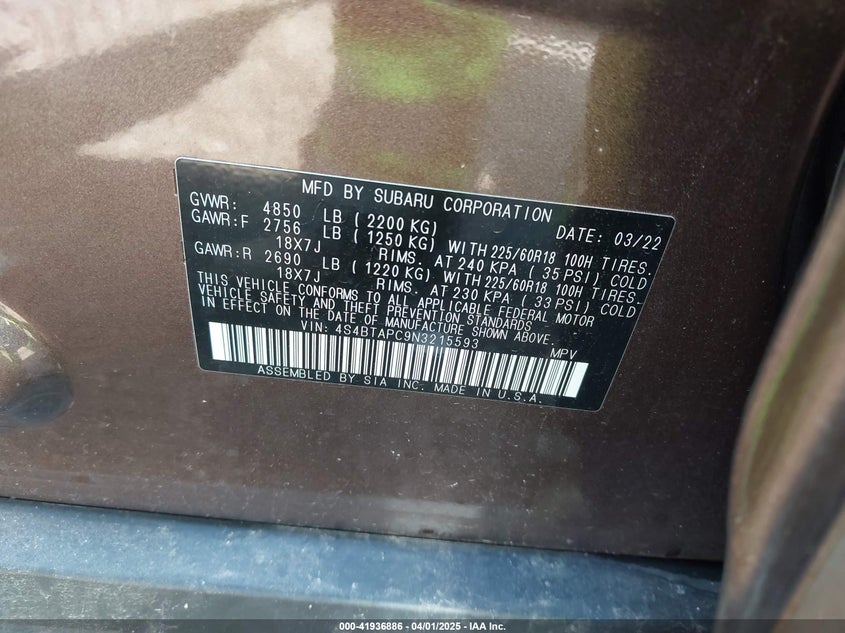 MFD BY SUBARU CORPORATION
GVWR: 4850 LB ( 2200 KG) DATE: 03/22
GAWR:F 2756 LB ( 1250 KG) WITH 225/60R18 100H TIRES.
18X7J RIMS. AT 240 KPA ( 35 PSI) COLD
GAWR:R 2690 LB ( 1220 KG) WITH 225/60R18 100H TIRES.
18X7J RIMS. AT 230 KPA ( 33 PSI) COLD
THIS VEHICLE CONFORMS TO ALL APPLICABLE FEDERAL MOTOR
VEHICLE SAFETY AND THEFT PREVENTION STANDARDS
IN EFFECT ON THE DATE OF MANUFACTURE SHOWN ABOVE.
VIN: 4S4BTAPC9N3215593 MPV
ASSEMBLED BY SIA INC. MADE IN U.S.A.
000-41936886 - 04/01/2025 - IAA Inc.